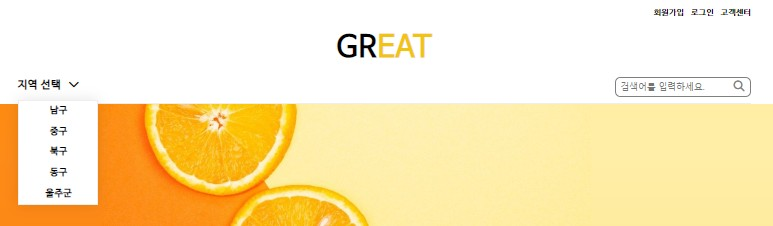 회원가입 로그인 고객센터
GREAT
지역 선택
검색어를 입력하세요.
남구
중구
북구
동구
울주군